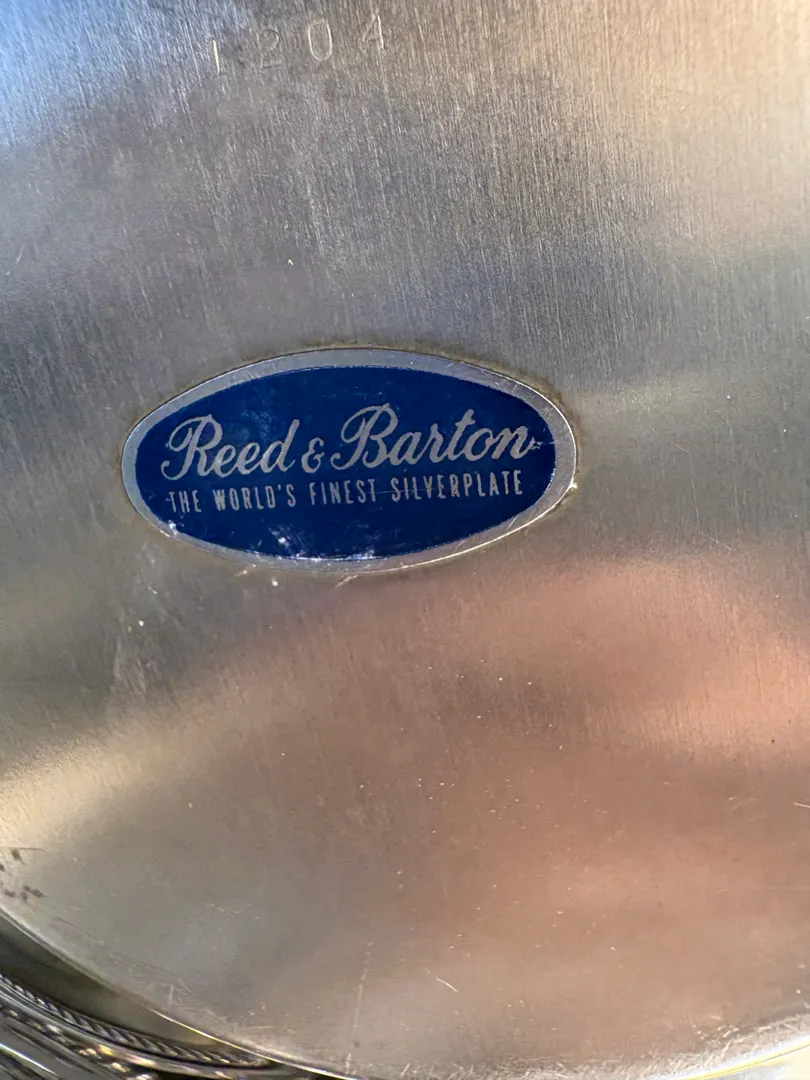 1204
Reed & Barton
THE WORLD'S FINEST SILVERPLATE